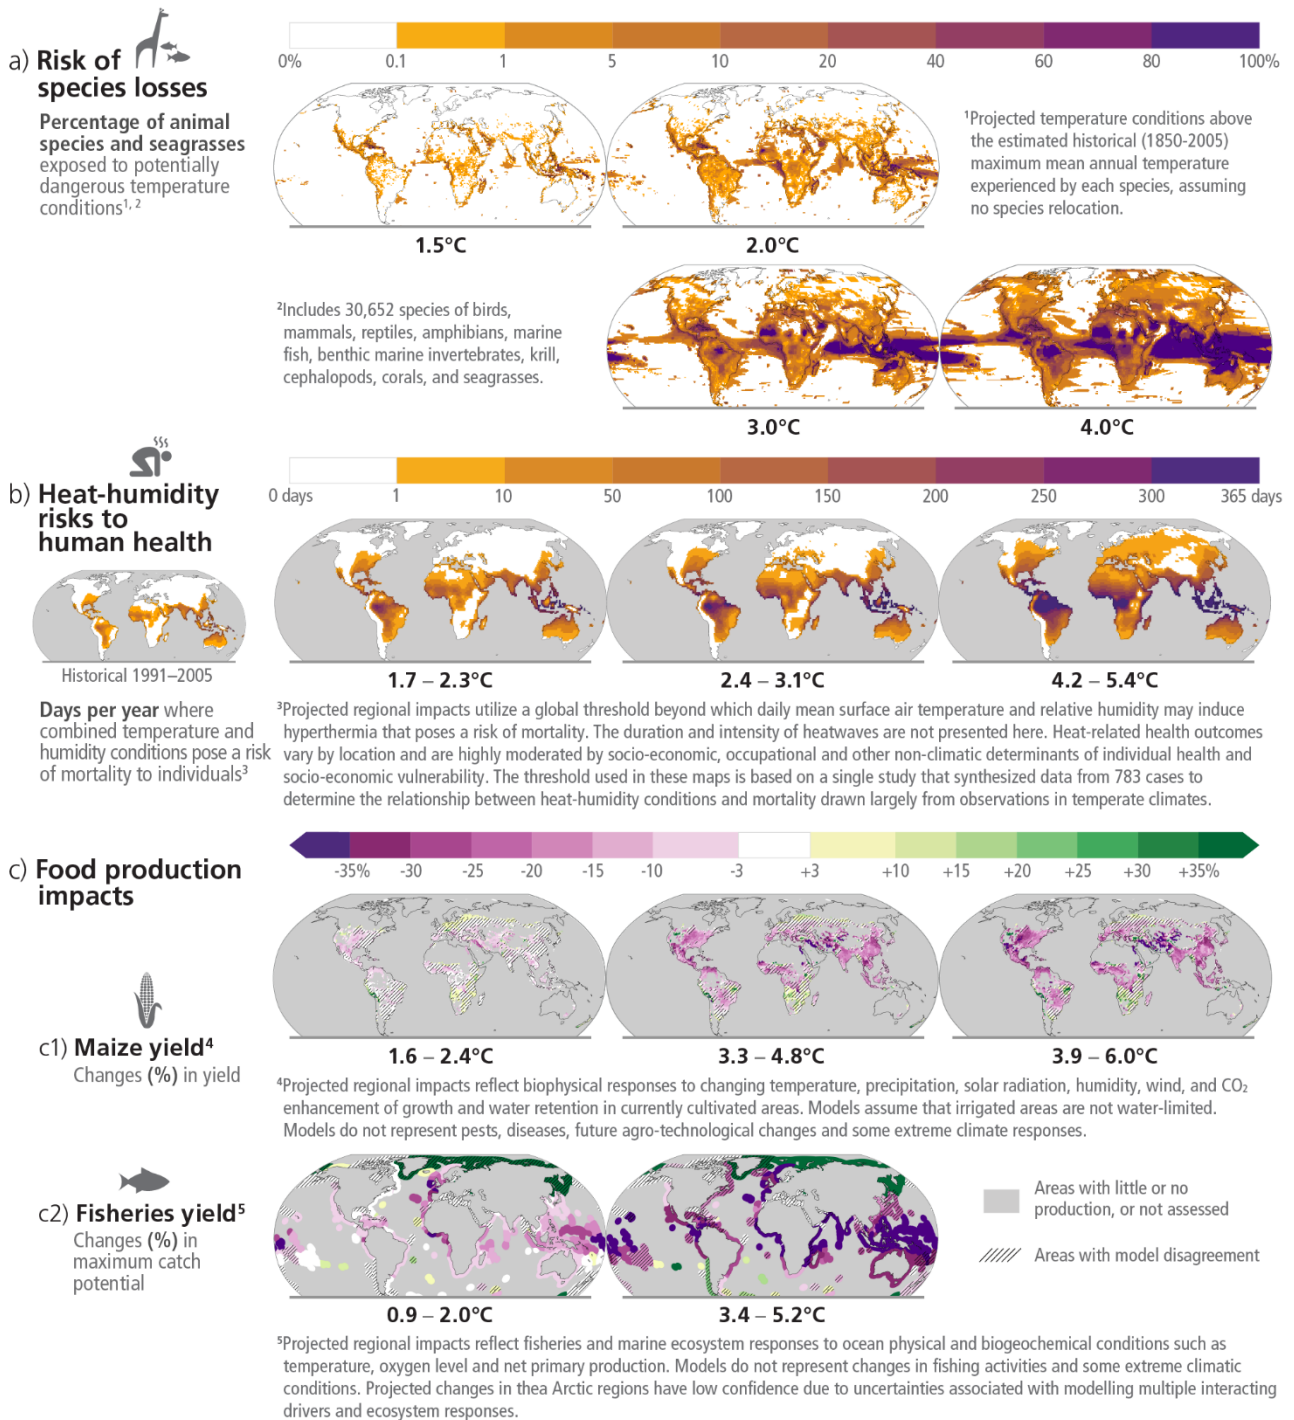 a) Risk of
species losses
Percentage of animal
species and seagrasses
exposed to potentially
dangerous temperature
conditions1, 2
0% 0.1 1 5 10 20 40 60 80 100%
1Projected temperature conditions above
the estimated historical (1850-2005)
maximum mean annual temperature
experienced by each species, assuming
no species relocation.
1.5°C 2.0°C
2Includes 30,652 species of birds,
mammals, reptiles, amphibians, marine
fish, benthic marine invertebrates, krill,
cephalopods, corals, and seagrasses.
3.0°C 4.0°C
b) Heat-humidity
risks to
human health
0 days 1 10 50 100 150 200 250 300 365 days
Historical 1991–2005
Days per year where
combined temperature and
humidity conditions pose a risk
of mortality to individuals3
1.7 – 2.3°C 2.4 – 3.1°C 4.2 – 5.4°C
3Projected regional impacts utilize a global threshold beyond which daily mean surface air temperature and relative humidity may induce
hyperthermia that poses a risk of mortality. The duration and intensity of heatwaves are not presented here. Heat-related health outcomes
vary by location and are highly moderated by socio-economic, occupational and other non-climatic determinants of individual health and
socio-economic vulnerability. The threshold used in these maps is based on a single study that synthesized data from 783 cases to
determine the relationship between heat-humidity conditions and mortality drawn largely from observations in temperate climates.
c) Food production
impacts
-35% -30 -25 -20 -15 -10 -3 +3 +10 +15 +20 +25 +30 +35%
c1) Maize yield4
Changes (%) in yield
1.6 – 2.4°C 3.3 – 4.8°C 3.9 – 6.0°C
4Projected regional impacts reflect biophysical responses to changing temperature, precipitation, solar radiation, humidity, wind, and CO2
enhancement of growth and water retention in currently cultivated areas. Models assume that irrigated areas are not water-limited.
Models do not represent pests, diseases, future agro-technological changes and some extreme climate responses.
c2) Fisheries yield5
Changes (%) in
maximum catch
potential
Areas with little or no
production, or not assessed
Areas with model disagreement
0.9 – 2.0°C 3.4 – 5.2°C
5Projected regional impacts reflect fisheries and marine ecosystem responses to ocean physical and biogeochemical conditions such as
temperature, oxygen level and net primary production. Models do not represent changes in fishing activities and some extreme climatic
conditions. Projected changes in thea Arctic regions have low confidence due to uncertainties associated with modelling multiple interacting
drivers and ecosystem responses.